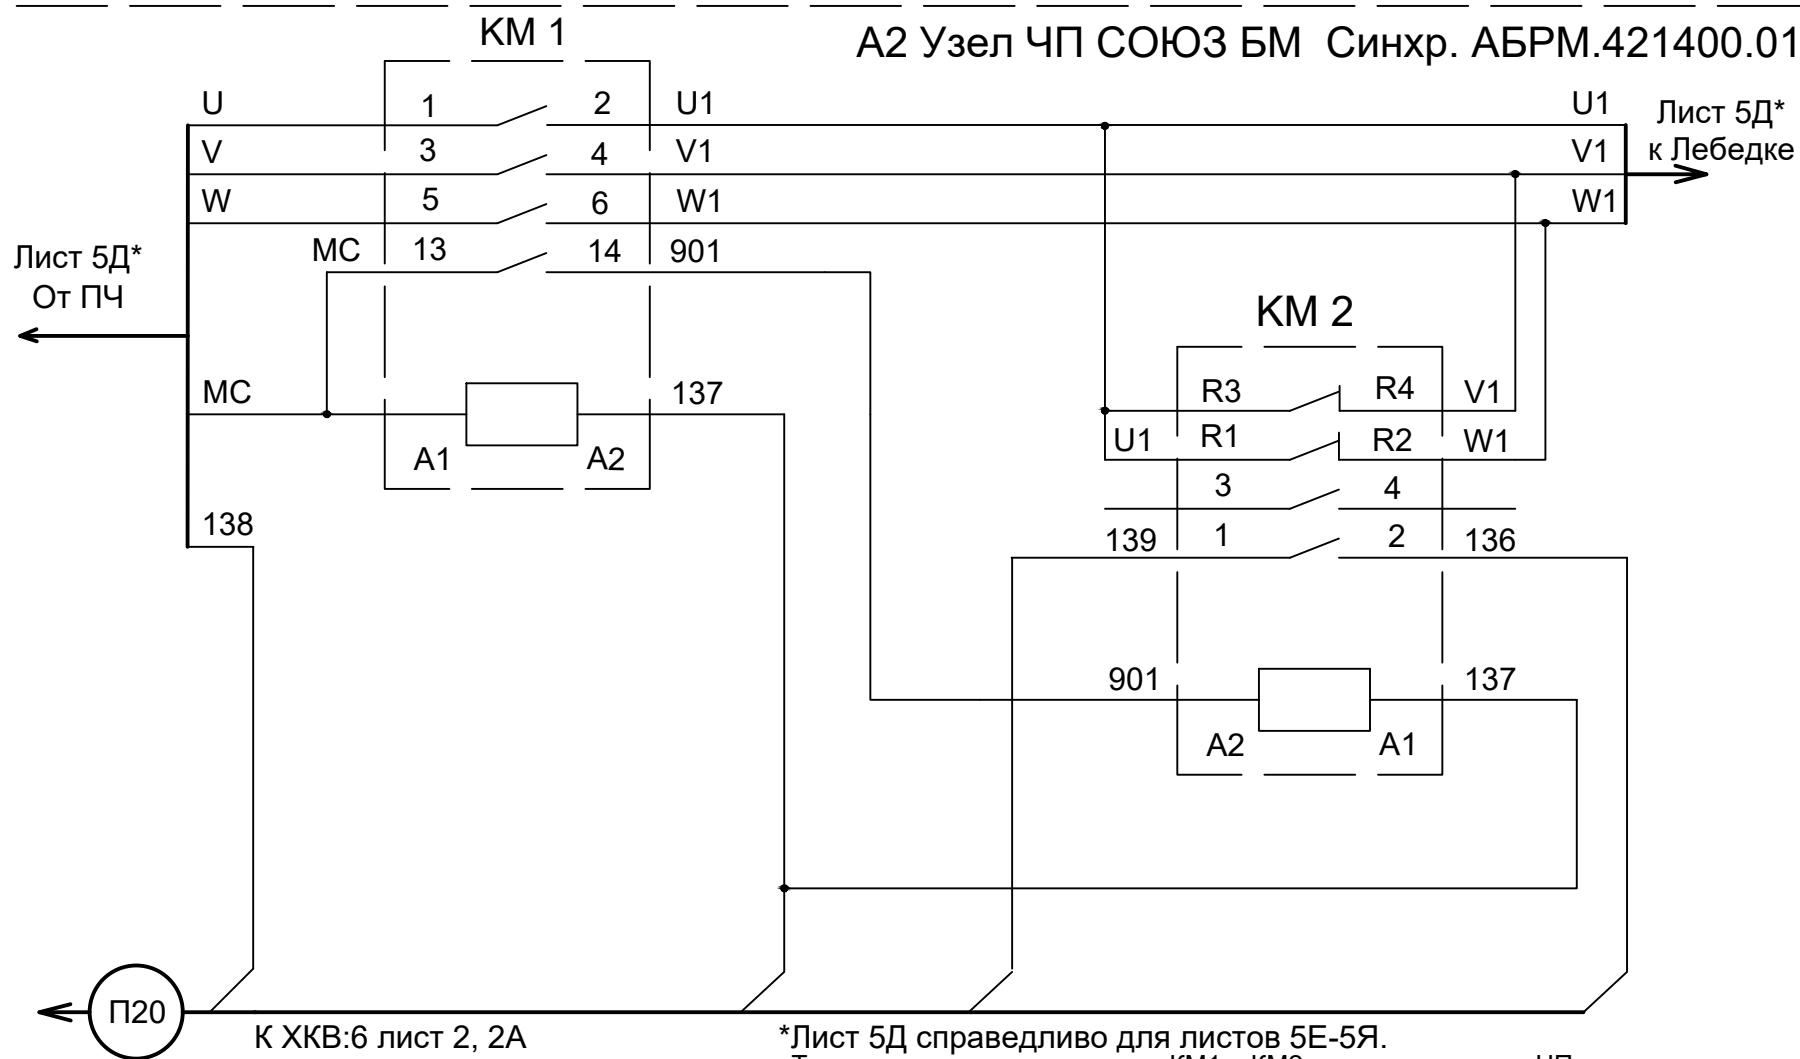 КМ 1
А2 Узел ЧП СОЮЗ БМ Синхр. АБРМ.421400.01
U 1 2 U1 U1
Лист 5Д*
к Лебедке
V 3 4 V1 V1
W 5 6 W1 W1
МС 13 14 901
Лист 5Д*
От ПЧ
КМ 2
МС 137
А1 А2
R3 R4 V1
U1 R1 R2 W1
3 4
138
139 1 2 136
901 137
А2 А1
П20
К ХКВ:6 лист 2, 2А
*Лист 5Д справедливо для листов 5Е-5Я.